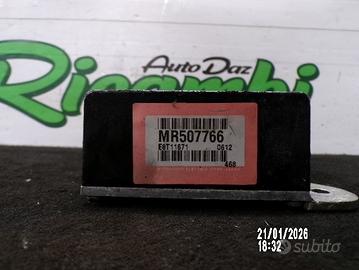 Auto Daz
Ricambi
MR507766
E8T11671 0612
468
21/01/2026
18:32
subito